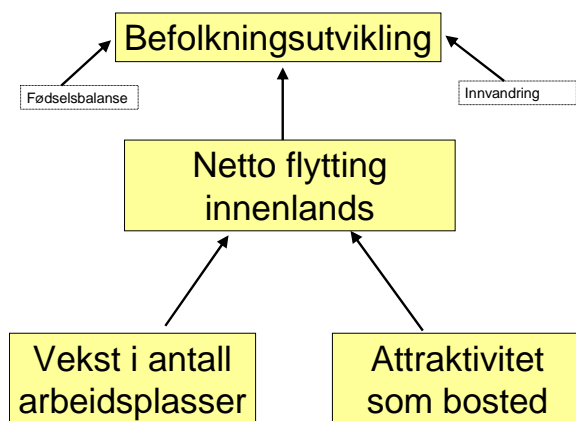 Befolkningsutvikling
Fødselsbalanse
Innvandring
Netto flytting
innenlands
Vekst i antall
arbeidsplasser
Attraktivitet
som bosted